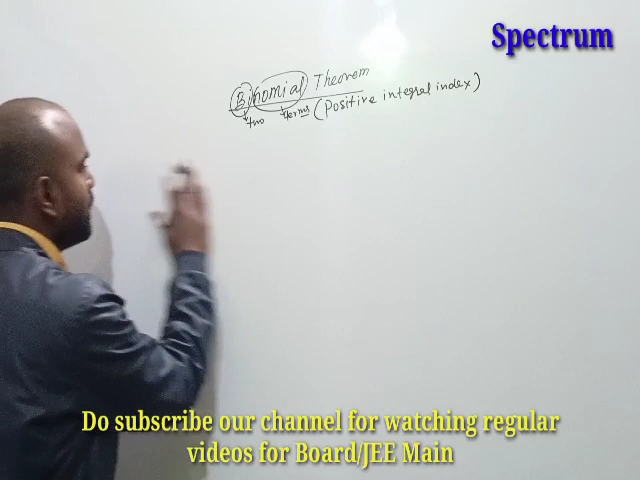 Spectrum
Binomial Theorem
two terms (Positive integral index)
Do subscribe our channel for watching regular
videos for Board/JEE Main